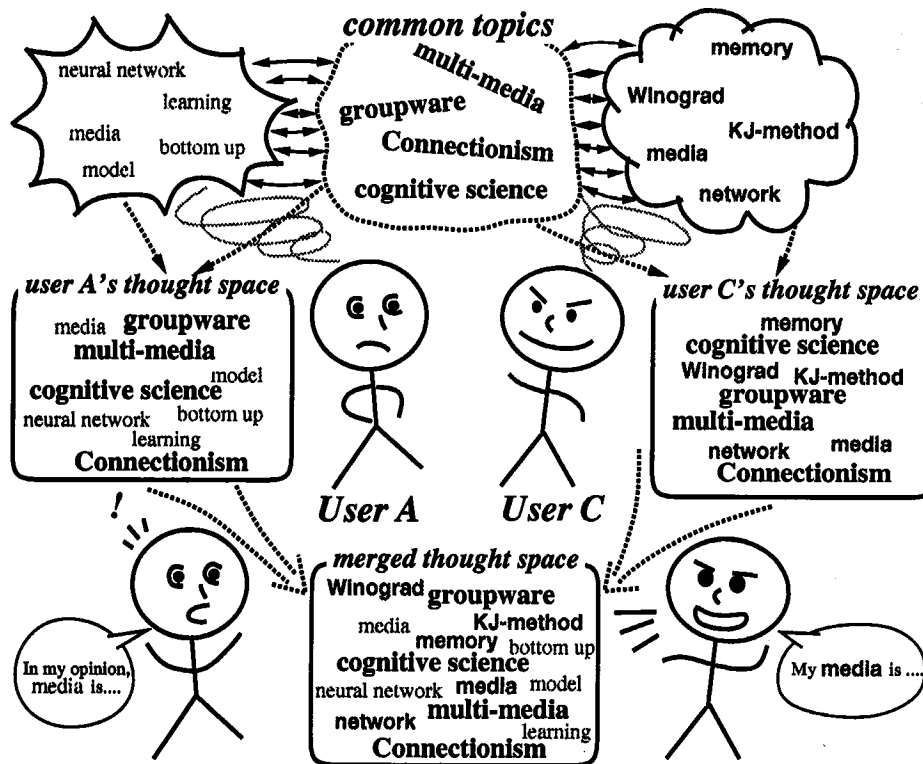 common topics
multi-media
groupware
Connectionism
cognitive science
neural network
learning
media
bottom up
model
memory
Winograd
KJ-method
media
network
user A's thought space
media groupware
multi-media
model
cognitive science
neural network bottom up
learning
Connectionism
user C's thought space
memory
cognitive science
Winograd KJ-method
groupware
multi-media
network media
Connectionism
User A
User C
!
merged thought space
Winograd groupware
media KJ-method
memory bottom up
cognitive science
neural network media model
network multi-media
learning
Connectionism
In my opinion,
media is....
My media is ....